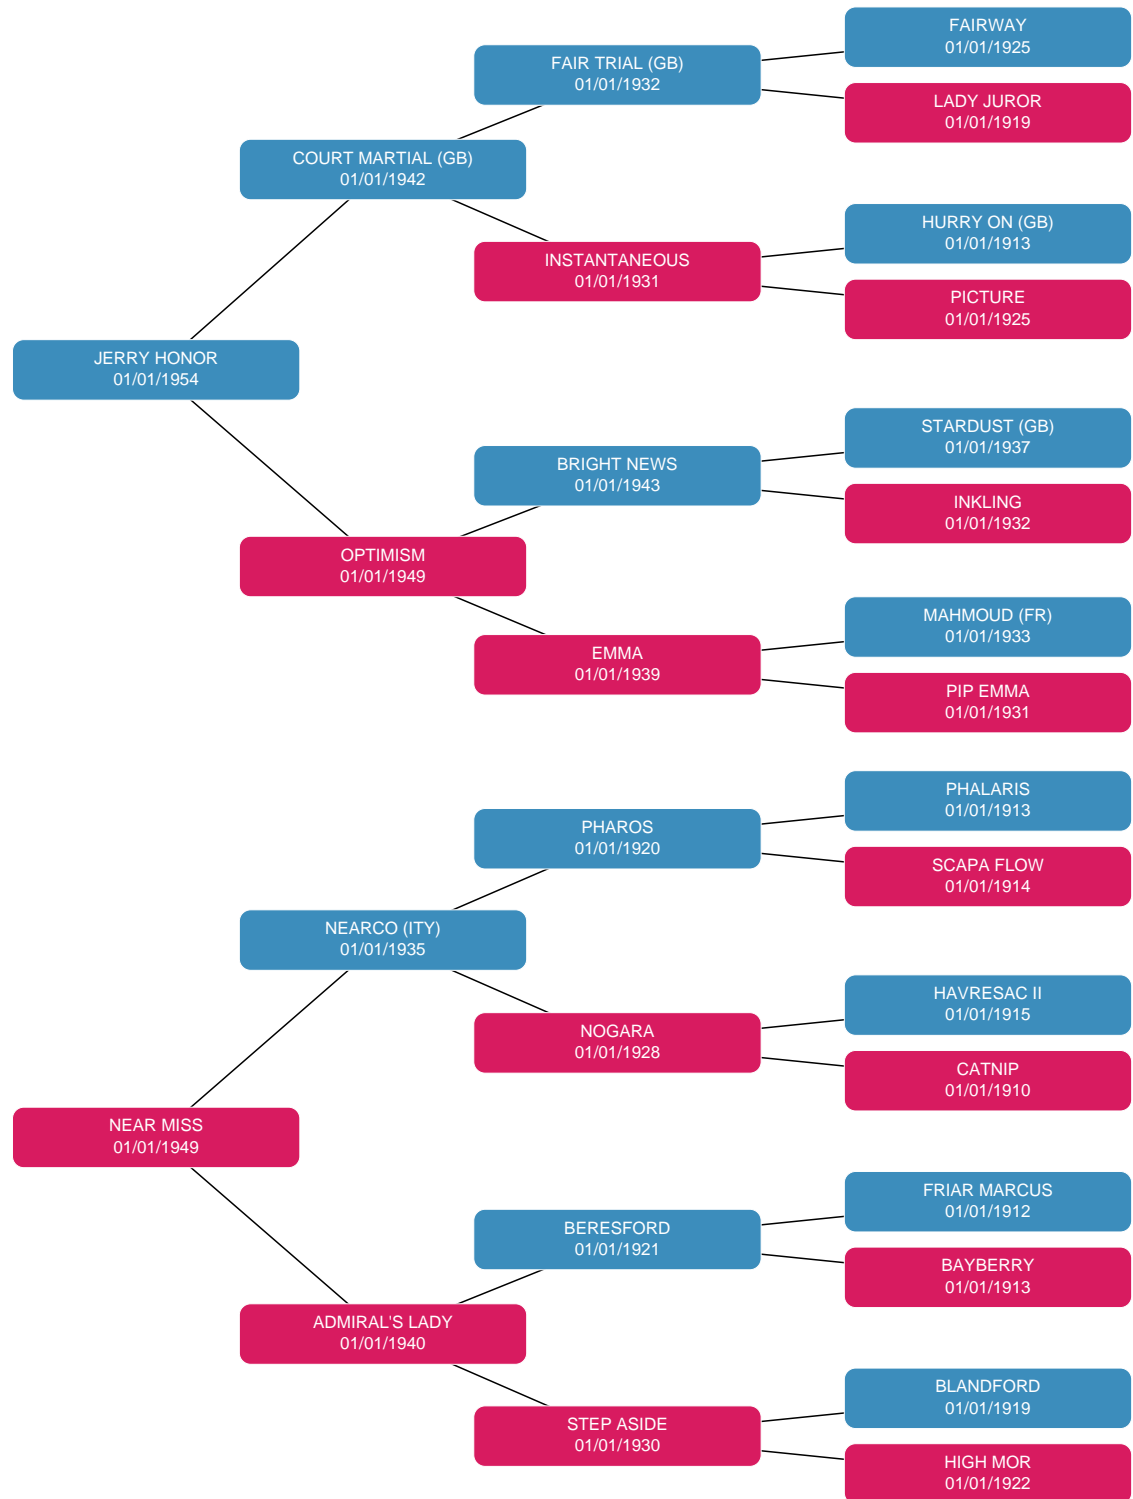 FAIRWAY
01/01/1925
FAIR TRIAL (GB)
01/01/1932
LADY JUROR
01/01/1919
COURT MARTIAL (GB)
01/01/1942
HURRY ON (GB)
01/01/1913
INSTANTANEOUS
01/01/1931
PICTURE
01/01/1925
JERRY HONOR
01/01/1954
STARDUST (GB)
01/01/1937
BRIGHT NEWS
01/01/1943
INKLING
01/01/1932
OPTIMISM
01/01/1949
MAHMOUD (FR)
01/01/1933
EMMA
01/01/1939
PIP EMMA
01/01/1931
PHALARIS
01/01/1913
PHAROS
01/01/1920
SCAPA FLOW
01/01/1914
NEARCO (ITY)
01/01/1935
HAVRESAC II
01/01/1915
NOGARA
01/01/1928
CATNIP
01/01/1910
NEAR MISS
01/01/1949
FRIAR MARCUS
01/01/1912
BERESFORD
01/01/1921
BAYBERRY
01/01/1913
ADMIRAL'S LADY
01/01/1940
BLANDFORD
01/01/1919
STEP ASIDE
01/01/1930
HIGH MOR
01/01/1922